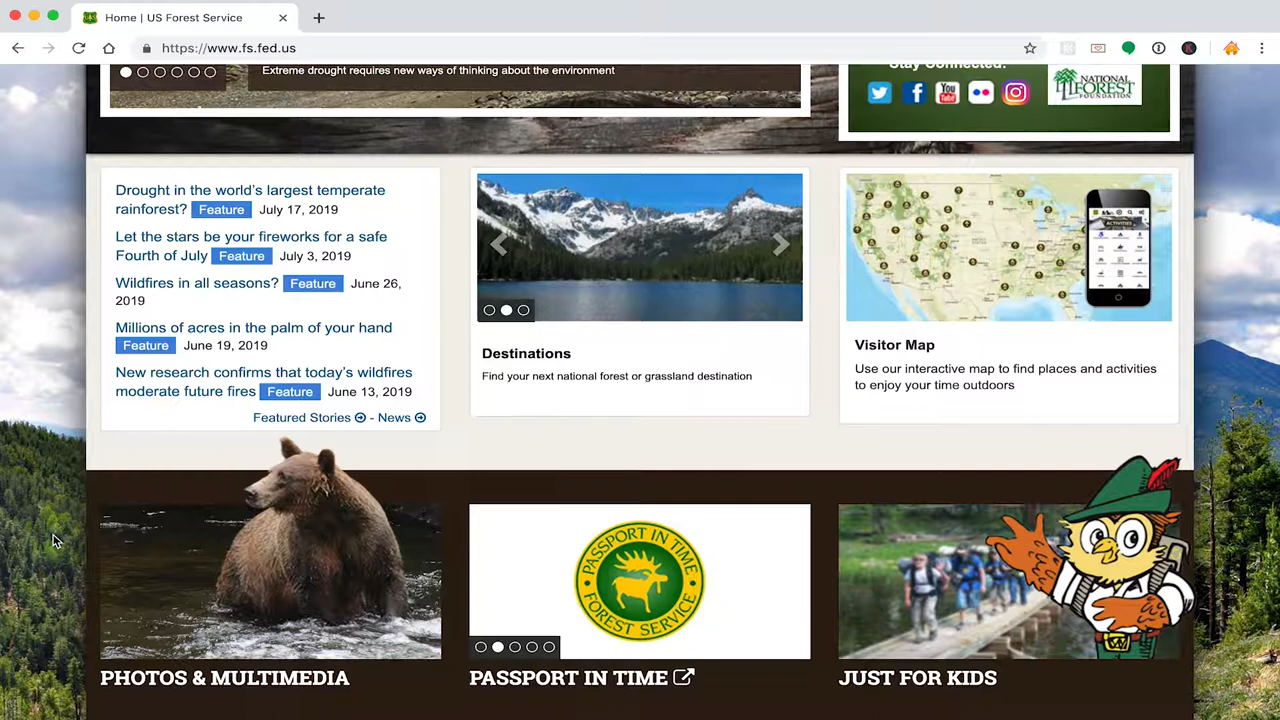 Home | US Forest Service
https://www.fs.fed.us
Extreme drought requires new ways of thinking about the environment
Stay Connected:
You
Tube
NATIONAL
FOREST
FOUNDATION
Drought in the world's largest temperate
rainforest? Feature July 17, 2019
Let the stars be your fireworks for a safe
Fourth of July Feature July 3, 2019
Wildfires in all seasons? Feature June 26,
2019
Millions of acres in the palm of your hand
Feature June 19, 2019
New research confirms that today's wildfires
moderate future fires Feature June 13, 2019
Featured Stories - News
Destinations
Find your next national forest or grassland destination
ACTIVITIES
Visitor Map
Use our interactive map to find places and activities
to enjoy your time outdoors
PASSPORT IN TIME
FOREST SERVICE
PHOTOS & MULTIMEDIA
PASSPORT IN TIME
JUST FOR KIDS